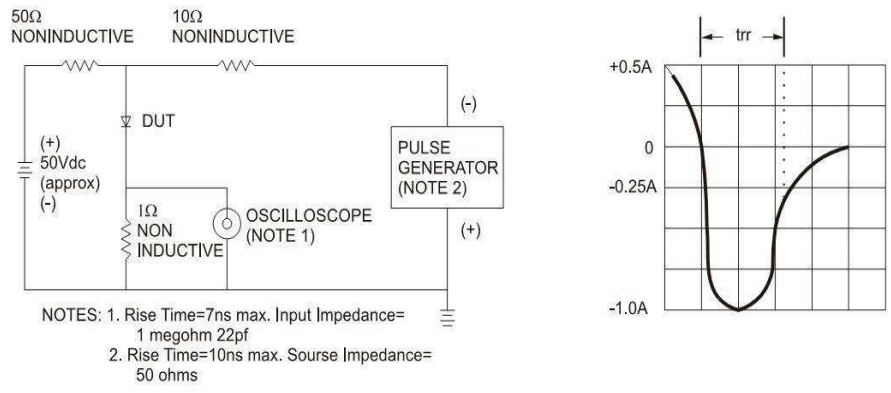 50Ω
NONINDUCTIVE
10Ω
NONINDUCTIVE
DUT
(+)
50Vdc
(approx)
(-)
1Ω
NON
INDUCTIVE
OSCILLOSCOPE
(NOTE 1)
(-)
PULSE
GENERATOR
(NOTE 2)
(+)
NOTES: 1. Rise Time=7ns max. Input Impedance=
1 megohm 22pf
2. Rise Time=10ns max. Sourse Impedance=
50 ohms
trr
+0.5A
0
-0.25A
-1.0A